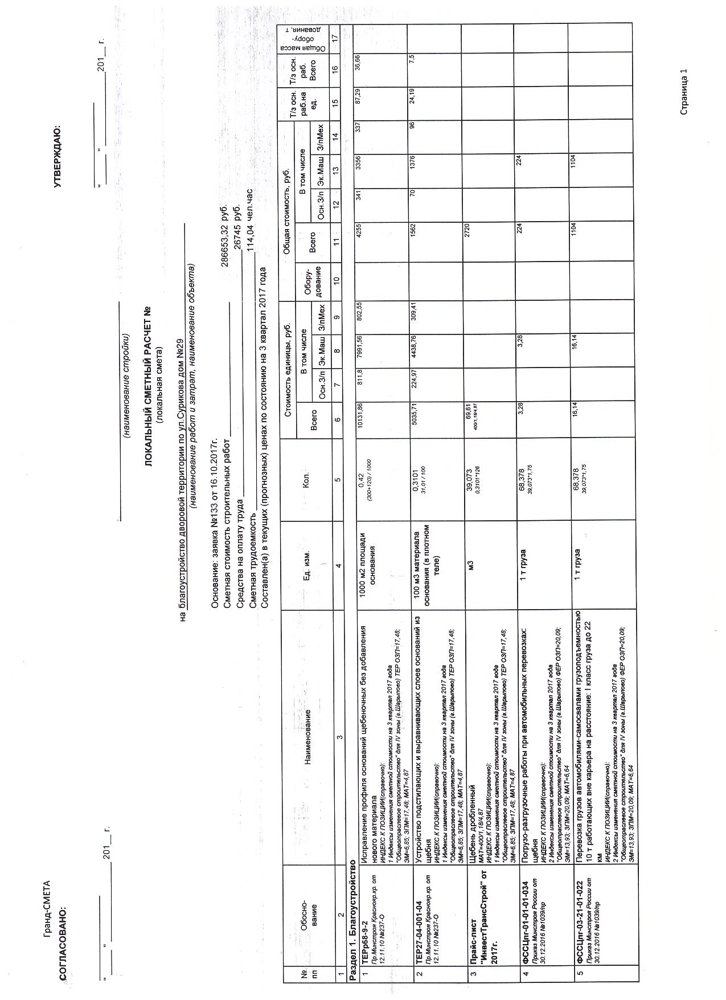 Гранд-СМЕТА
СОГЛАСОВАНО:
УТВЕРЖДАЮ:
"____" ______________ 201__ г.
"____" ______________ 201__ г.
(наименование стройки)
ЛОКАЛЬНЫЙ СМЕТНЫЙ РАСЧЕТ №
(локальная смета)
на благоустройство дворовой территории по ул.Сурикова дом №29
(наименование работ и затрат, наименование объекта)
Основание: заявка №133 от 16.10.2017г.
Сметная стоимость строительных работ 286653,32 руб.
Средства на оплату труда 26745 руб.
Сметная трудоемкость 114,04 чел.час
Составлен(а) в текущих (прогнозных) ценах по состоянию на 3 квартал 2017 года
№ пп
Обосно-
вание
Наименование
Ед. изм.
Кол.
Стоимость единицы, руб.
Всего
В том числе
Осн.З/п Эк.Маш З/пМех
Общая стоимость, руб.
Обору-
дование
Всего
В том числе
Осн.З/п Эк.Маш З/пМех
Т/з осн.
раб.на
ед.
Т/з осн.
раб.
Всего
Общая масса
обору-
дования, т
1 2 3 4 5 6 7 8 9 10 11 12 13 14 15 16 17
Раздел 1. Благоустройство
1
ТЕРр68-9-2
Пр.Минстроя Краснояр.кр. от
12.11.10 №237-О
Исправление профиля оснований щебеночных без добавления
нового материала
ИНДЕКС К ПОЗИЦИИ(справочно):
1 Индексы изменения сметной стоимости на 3 квартал 2017 года
"Общеотраслевое строительство" для IV зоны (г.Шарыпово) ТЕР ОЗП=17,48;
ЭМ=6,85; ЗПМ=17,48; МАТ=4,87
1000 м2 площади
основания
0,42
(300+120) / 1000
10131,86 811,8 7991,56 802,55 4255 341 3356 337 87,29 36,66
2
ТЕР27-04-001-04
Пр.Минстроя Краснояр.кр. от
12.11.10 №237-О
Устройство подстилающих и выравнивающих слоев оснований из
щебня
ИНДЕКС К ПОЗИЦИИ(справочно):
1 Индексы изменения сметной стоимости на 3 квартал 2017 года
"Общеотраслевое строительство" для IV зоны (г.Шарыпово) ТЕР ОЗП=17,48;
ЭМ=6,85; ЗПМ=17,48; МАТ=4,87
100 м3 материала
основания (в плотном
теле)
0,3101
31,01 / 100
5035,71 224,97 4438,76 309,41 1562 70 1376 96 24,19 7,5
3
Прайс-лист
"ИнвестТрансСтрой" от
2017г.
Щебень дробленный
МАТ=400/1,18/4,87
ИНДЕКС К ПОЗИЦИИ(справочно):
1 Индексы изменения сметной стоимости на 3 квартал 2017 года
"Общеотраслевое строительство" для IV зоны (г.Шарыпово) ТЕР ОЗП=17,48;
ЭМ=6,85; ЗПМ=17,48; МАТ=4,87
м3
39,073
0,3101*126
69,61
400/1,18/4,87
2720
4
ФССЦпг-01-01-01-034
Приказ Минстроя России от
30.12.2016 №1039/пр
Погрузо-разгрузочные работы при автомобильных перевозках:
щебня
ИНДЕКС К ПОЗИЦИИ(справочно):
2 Индексы изменения сметной стоимости на 3 квартал 2017 года
"Общеотраслевое строительство" для IV зоны (г.Шарыпово) ФЕР ОЗП=20,09;
ЭМ=13,93; ЗПМ=20,09; МАТ=6,64
1 т груза
68,378
39,073*1,75
3,28 3,28 224 224
5
ФССЦпг-03-21-01-022
Приказ Минстроя России от
30.12.2016 №1039/пр
Перевозка грузов автомобилями-самосвалами грузоподъемностью
10 т работающих вне карьера на расстояние: I класс груза до 22
км
ИНДЕКС К ПОЗИЦИИ(справочно):
2 Индексы изменения сметной стоимости на 3 квартал 2017 года
"Общеотраслевое строительство" для IV зоны (г.Шарыпово) ФЕР ОЗП=20,09;
ЭМ=13,93; ЗПМ=20,09; МАТ=6,64
1 т груза
68,378
39,073*1,75
16,14 16,14 1104 1104
Страница 1